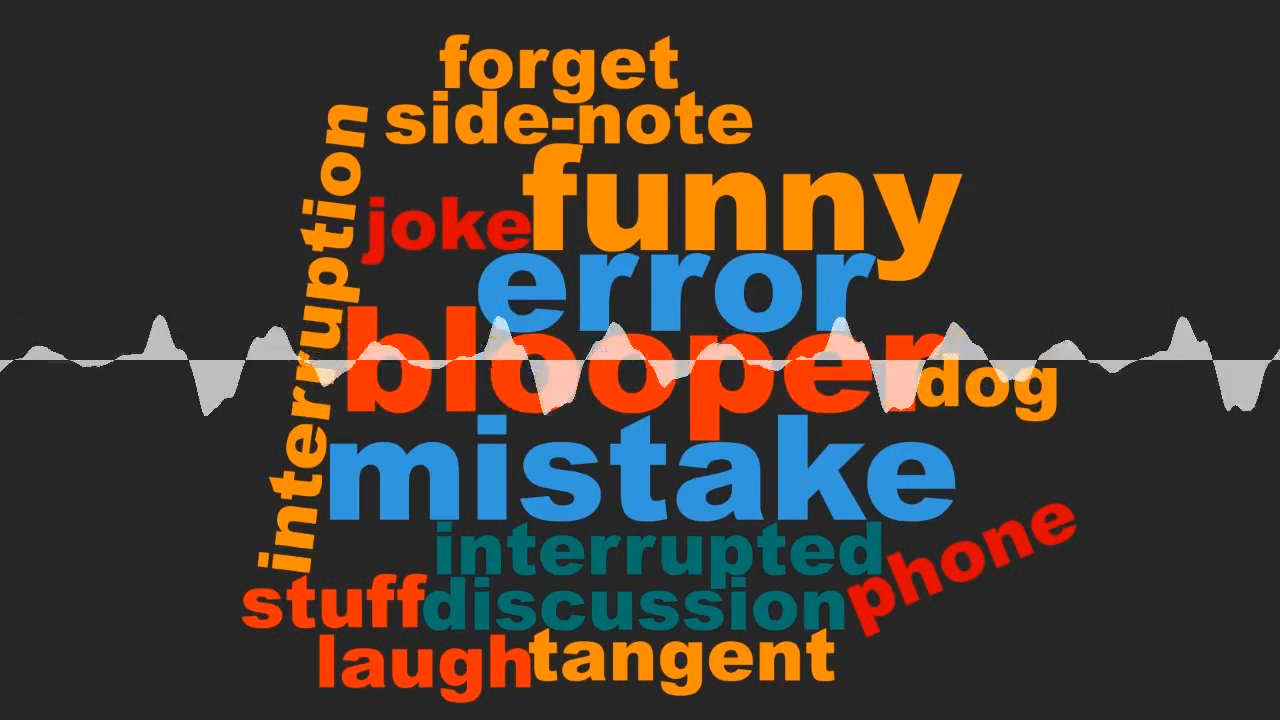 forget
side-note
interruption
joke
funny
error
blooper
dog
mistake
interrupted
phone
stuff
discussion
laugh
tangent